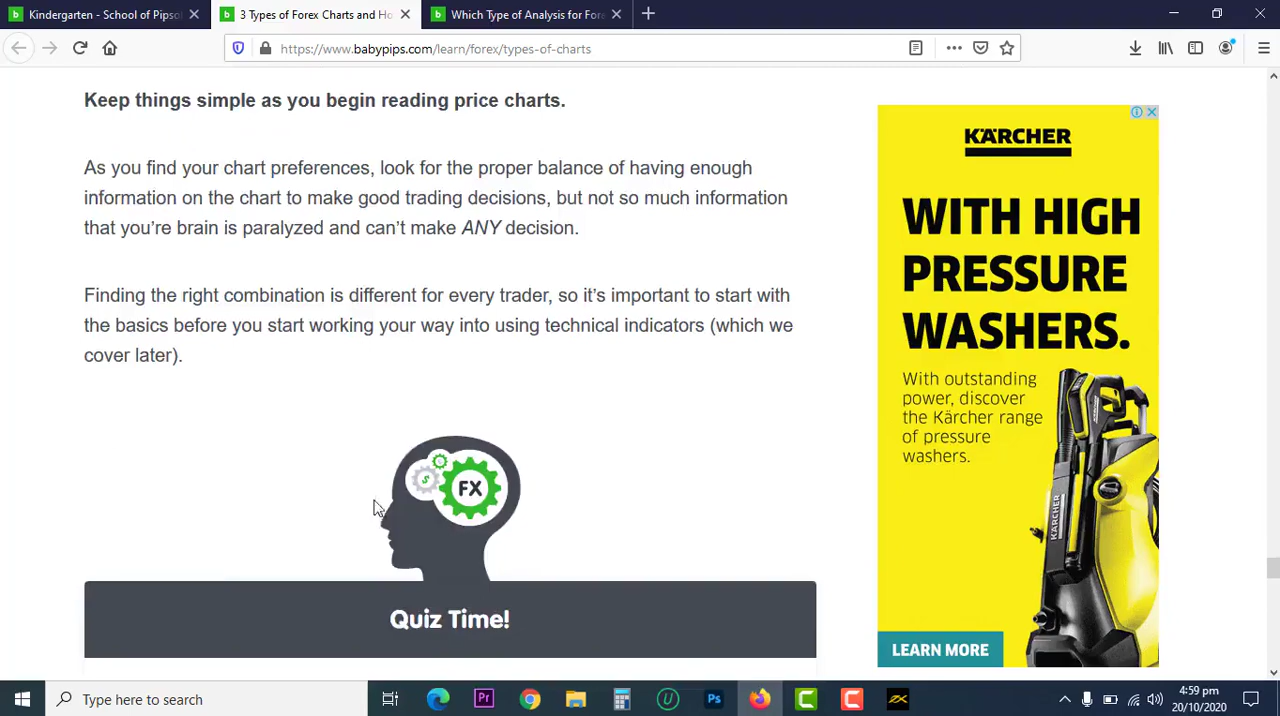 Kindergarten - School of Pipsol
3 Types of Forex Charts and Ho
Which Type of Analysis for Fore
https://www.babypips.com/learn/forex/types-of-charts
Keep things simple as you begin reading price charts.
As you find your chart preferences, look for the proper balance of having enough
information on the chart to make good trading decisions, but not so much information
that you’re brain is paralyzed and can’t make ANY decision.
Finding the right combination is different for every trader, so it’s important to start with
the basics before you start working your way into using technical indicators (which we
cover later).
$
$
FX
Quiz Time!
KÄRCHER
WITH HIGH
PRESSURE
WASHERS.
With outstanding
power, discover
the Kärcher range
of pressure
washers.
KÄRCHER
LEARN MORE
Type here to search
Pr
Ps
ZK
4:59 pm
20/10/2020